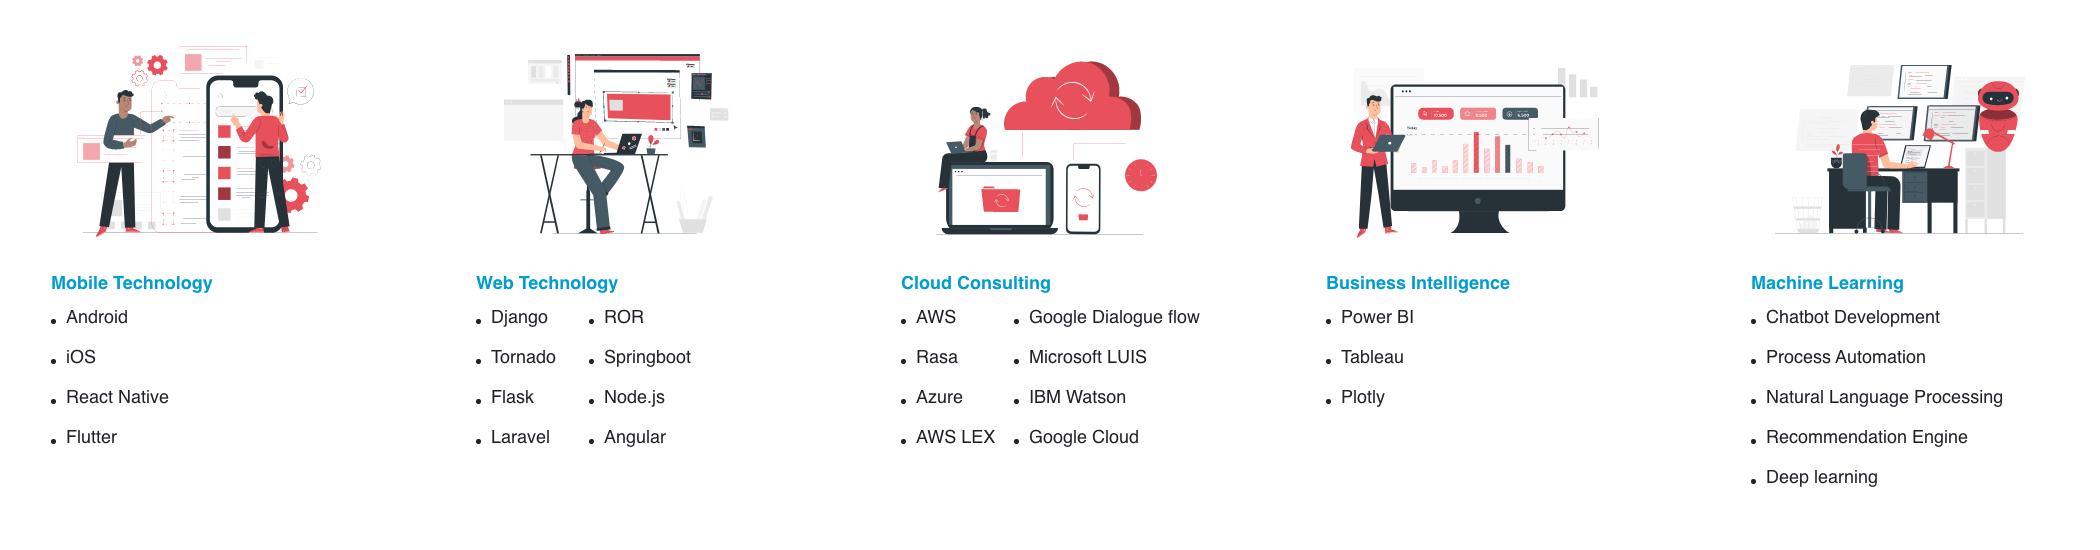 Mobile Technology
Android
iOS
React Native
Flutter
Web Technology
Django
Tornado
Flask
Laravel
ROR
Springboot
Node.js
Angular
Cloud Consulting
AWS
Rasa
Azure
AWS LEX
Google Dialogue flow
Microsoft LUIS
IBM Watson
Google Cloud
Business Intelligence
Power BI
Tableau
Plotly
Machine Learning
Chatbot Development
Process Automation
Natural Language Processing
Recommendation Engine
Deep learning